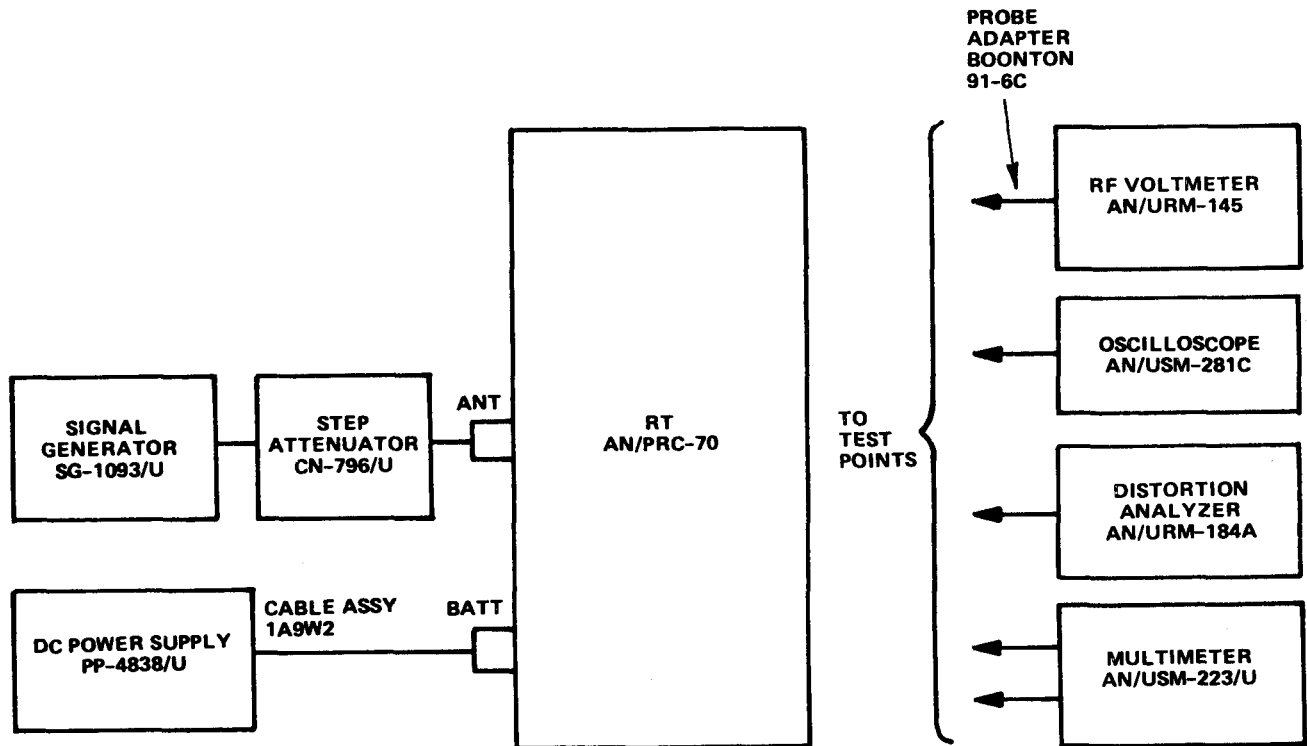 PROBE
ADAPTER
BOONTON
91-6C
RF VOLTMETER
AN/URM-145
OSCILLOSCOPE
AN/USM-281C
SIGNAL
GENERATOR
SG-1093/U
STEP
ATTENUATOR
CN-796/U
ANT
RT
AN/PRC-70
TO
TEST
POINTS
DISTORTION
ANALYZER
AN/URM-184A
DC POWER SUPPLY
PP-4838/U
CABLE ASSY
1A9W2
BATT
MULTIMETER
AN/USM-223/U